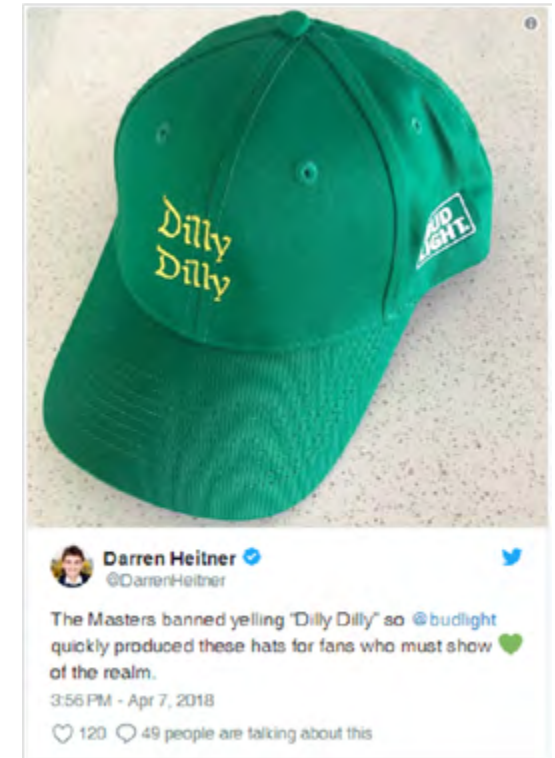 Dilly
Dilly
BUD
LIGHT.
Darren Heitner
@DarrenHeitner
The Masters banned yelling "Dilly Dilly" so @budlight
quickly produced these hats for fans who must show 💚
of the realm.
3:56 PM - Apr 7, 2018
120 49 people are talking about this